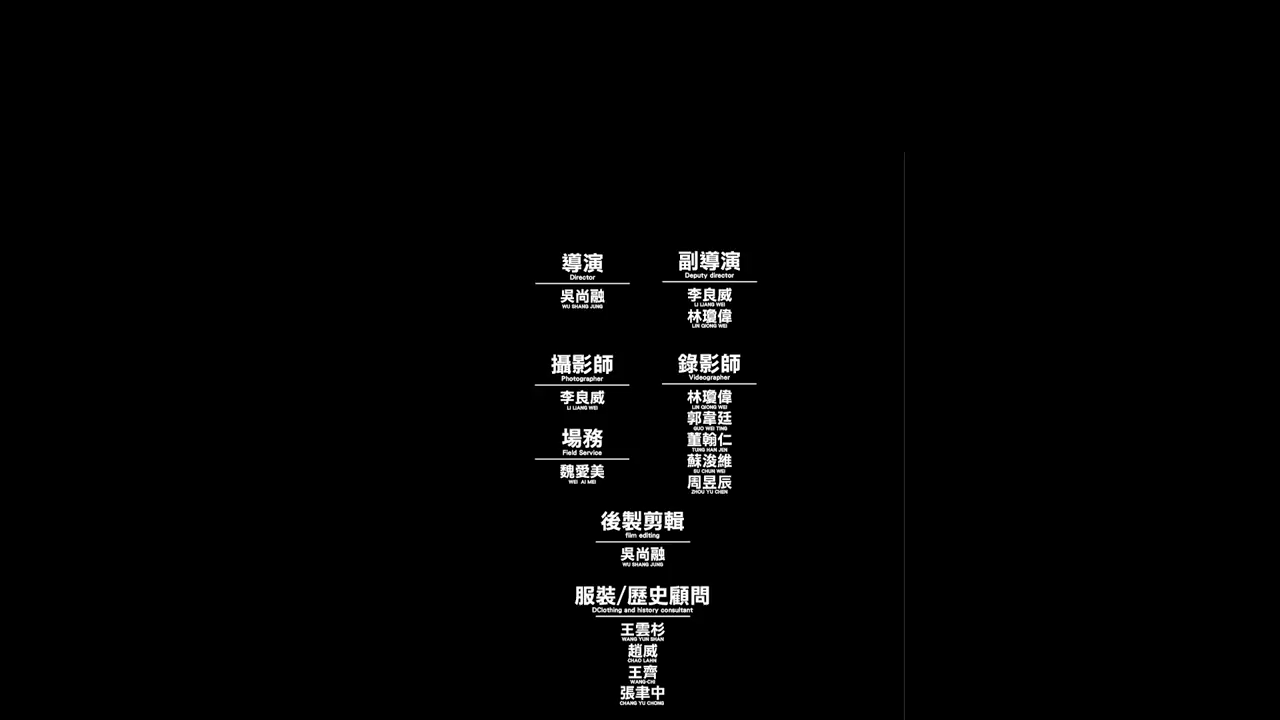 導演
Director
吳尚融
WU SHANG JUNG
副導演
Deputy director
李良威
LI LIANG WEI
林瓊偉
LIN QIONG WEI
攝影師
Photographer
李良威
LI LIANG WEI
場務
Field Service
魏愛美
WEI AI MEI
錄影師
Videographer
林瓊偉
LIN QIONG WEI
郭韋廷
GUO WEI TING
董翰仁
TUNG HAN JEN
蘇浚維
SU CHUN WEI
周昱辰
ZHOU YU CHEN
後製剪輯
film editing
吳尚融
WU SHANG JUNG
服裝/歷史顧問
DClothing and history consultant
王雲杉
WANG YUN SHAN
趙威
CHAO LAHN
王齊
WANG-CHI
張聿中
CHANG YU CHONG